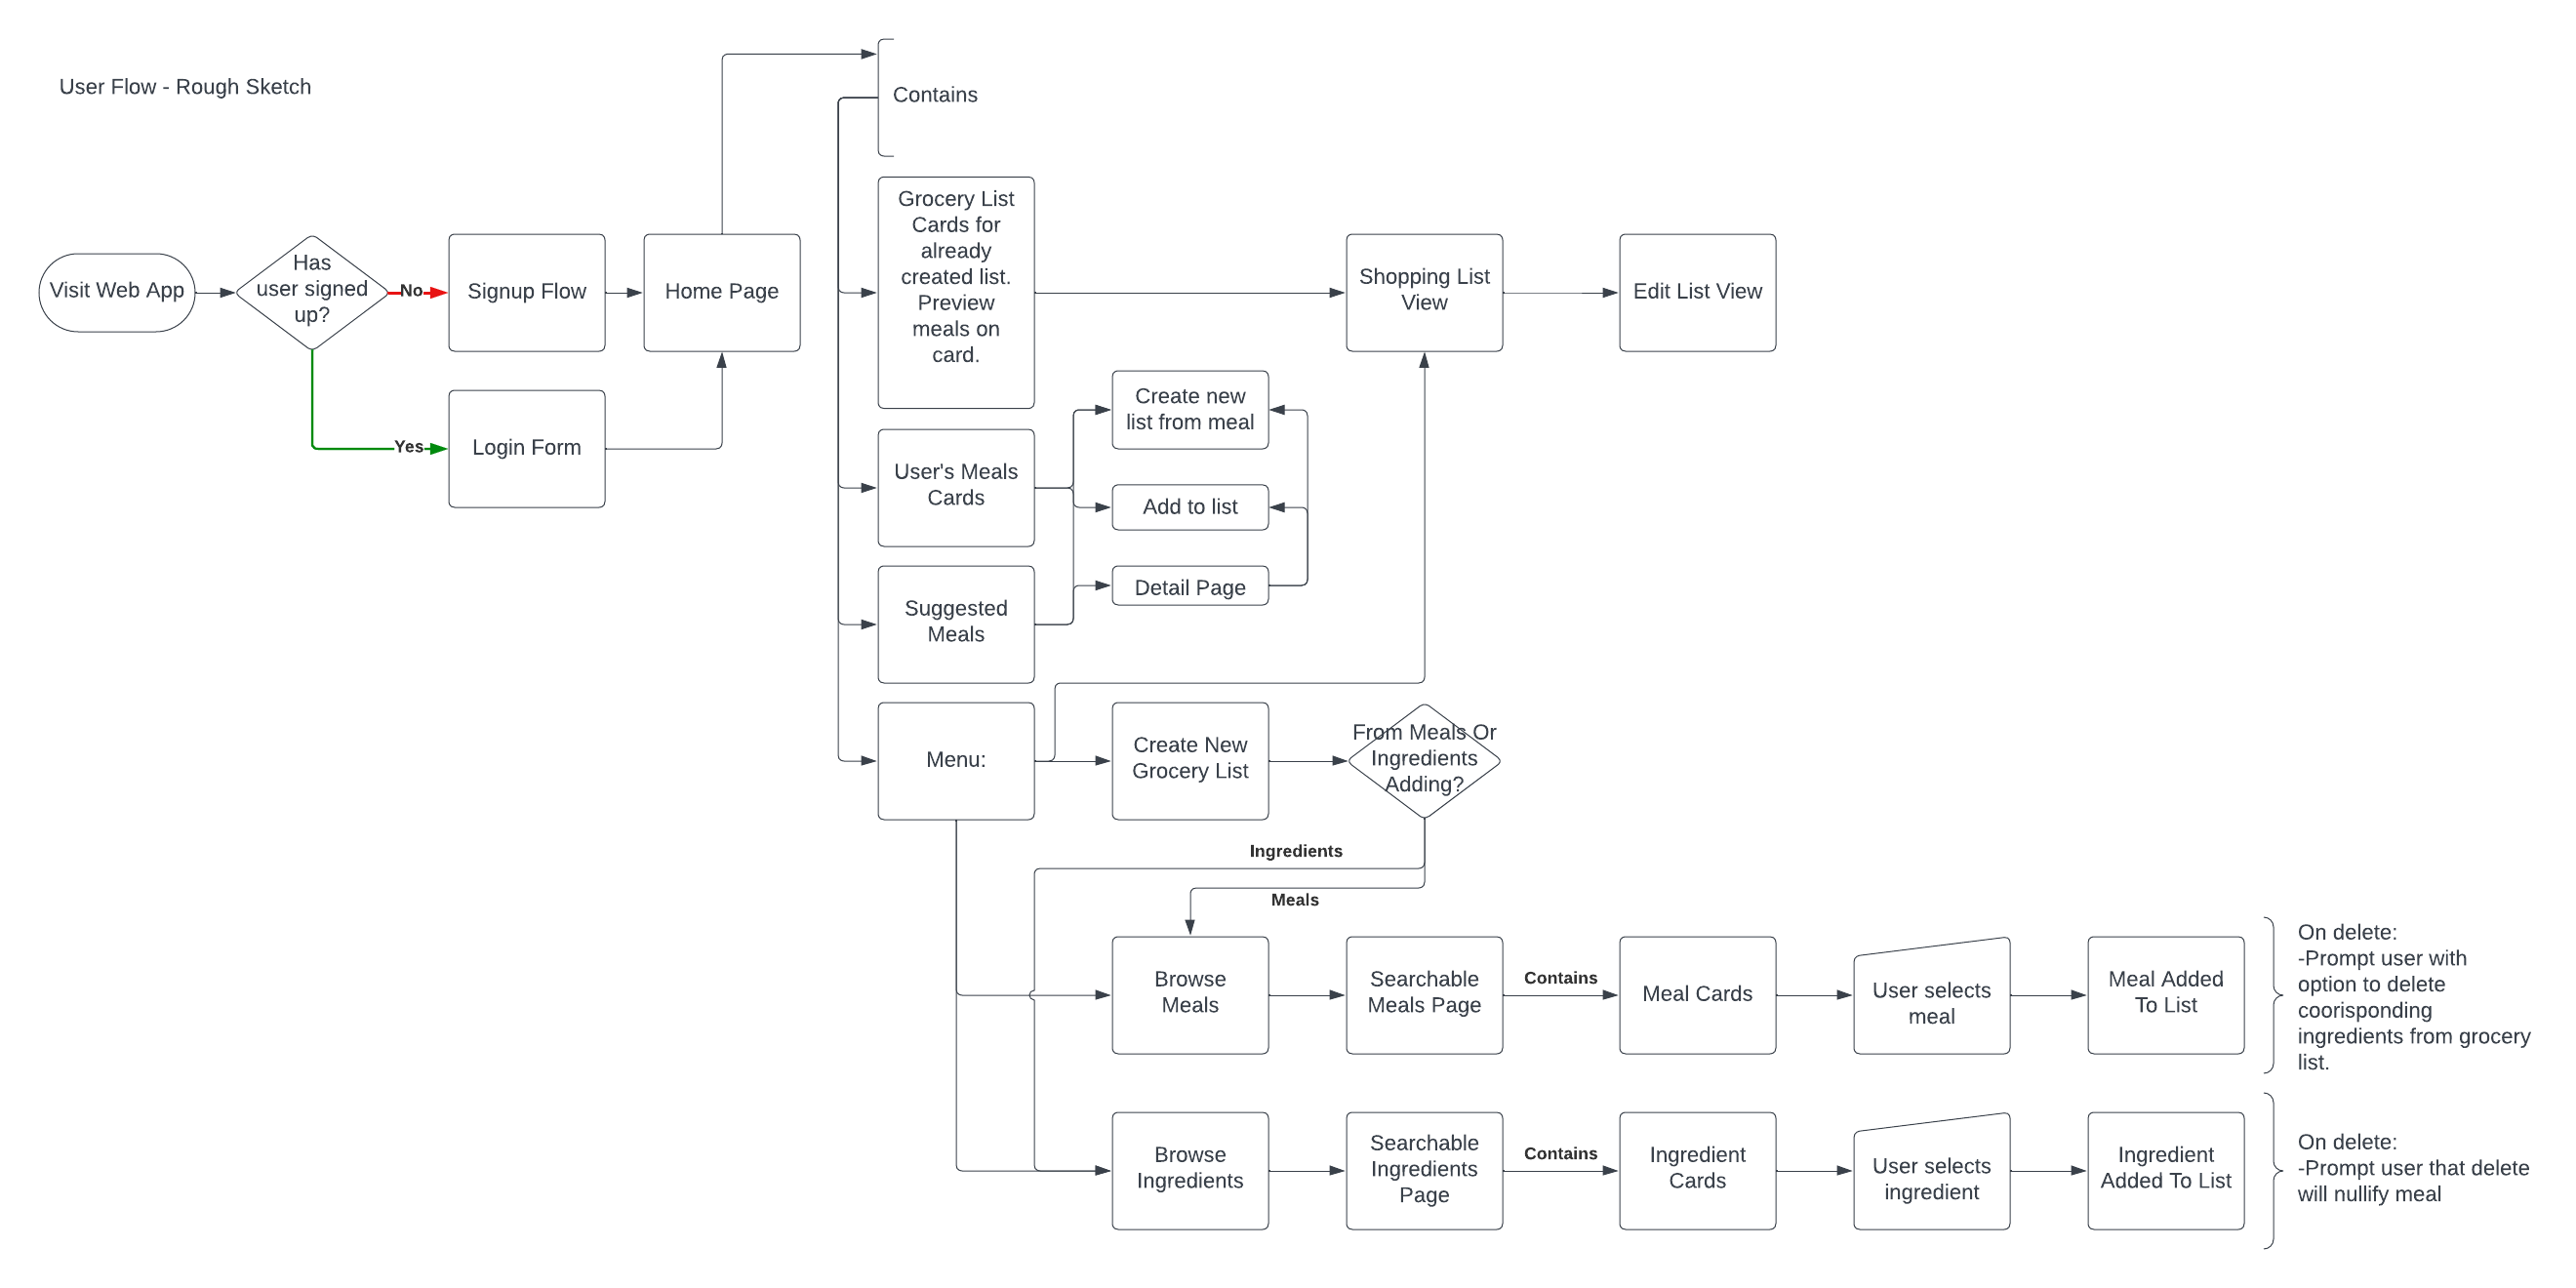 User Flow - Rough Sketch
Contains
Visit Web App
Has
user signed
up?
No
Signup Flow
Home Page
Yes
Login Form
Grocery List
Cards for
already
created list.
Preview
meals on
card.
Shopping List
View
Edit List View
User's Meals
Cards
Create new
list from meal
Add to list
Detail Page
Suggested
Meals
Menu:
Create New
Grocery List
From Meals Or
Ingredients
Adding?
Ingredients
Meals
Browse
Meals
Searchable
Meals Page
Contains
Meal Cards
User selects
meal
Meal Added
To List
On delete:
-Prompt user with
option to delete
coorisponding
ingredients from grocery
list.
Browse
Ingredients
Searchable
Ingredients
Page
Contains
Ingredient
Cards
User selects
ingredient
Ingredient
Added To List
On delete:
-Prompt user that delete
will nullify meal